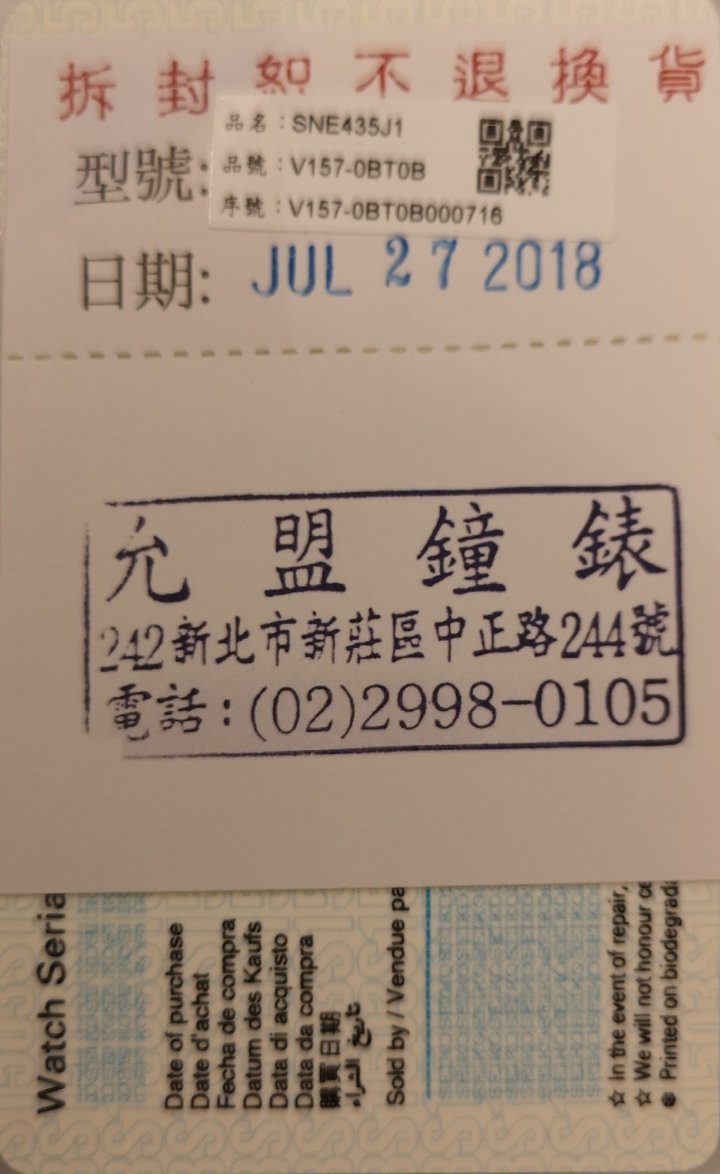 拆封恕不退換貨
品名：SNE435J1
型號:
品號：V157-0BT0B
序號：V157-0BT0B000716
日期: JUL 27 2018
允盟鐘錶
242新北市新莊區中正路244號
電話：(02)2998-0105
Watch Seria
Date of purchase
Date d'achat
Fecha de compra
Datum des Kaufs
Data di acquisto
Data da compra
購買日期
تاريخ الشراء
Sold by / Vendue pa
☆ In the event of repair,
☆ We will not honour ce
Printed on biodegrada